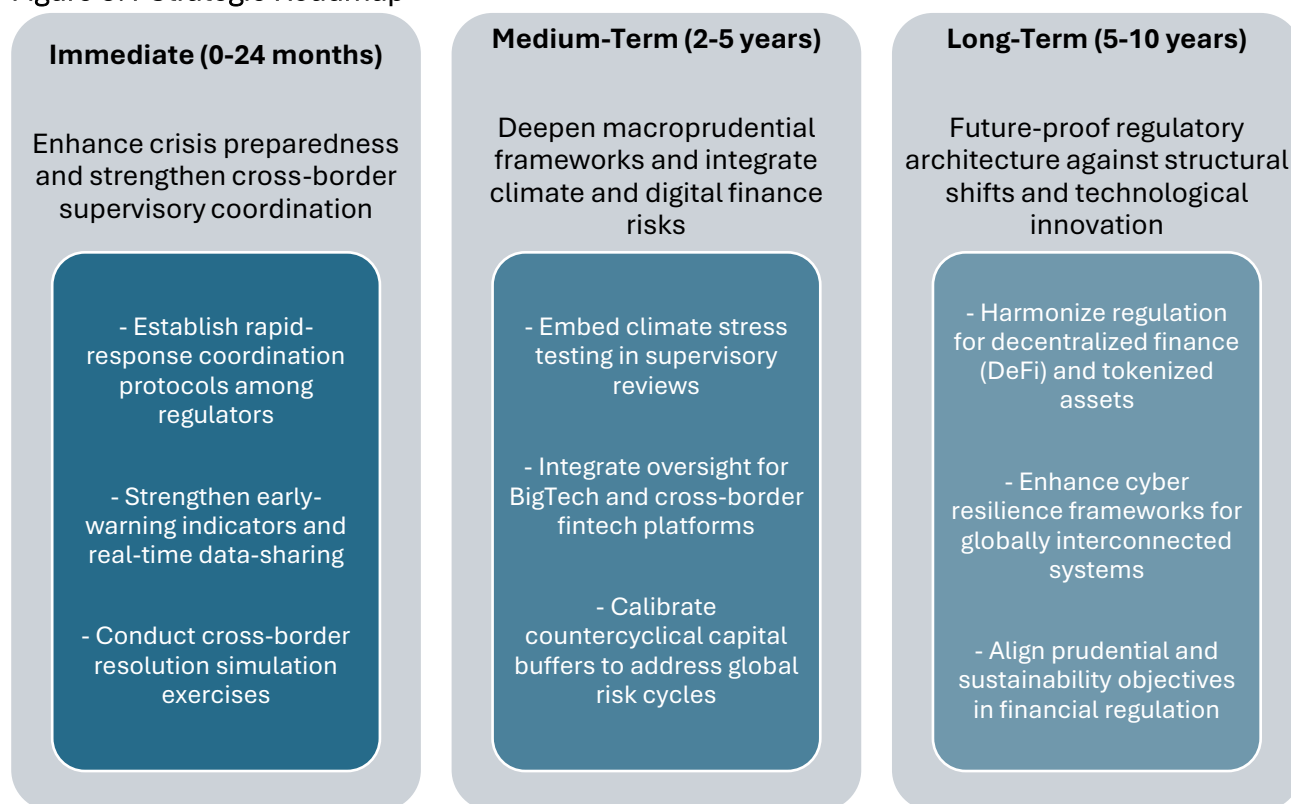 Immediate (0-24 months)
Enhance crisis preparedness
and strengthen cross-border
supervisory coordination
- Establish rapid-
response coordination
protocols among
regulators
- Strengthen early-
warning indicators and
real-time data-sharing
- Conduct cross-border
resolution simulation
exercises
Medium-Term (2-5 years)
Deepen macroprudential
frameworks and integrate
climate and digital finance
risks
- Embed climate stress
testing in supervisory
reviews
- Integrate oversight for
BigTech and cross-border
fintech platforms
- Calibrate
countercyclical capital
buffers to address global
risk cycles
Long-Term (5-10 years)
Future-proof regulatory
architecture against structural
shifts and technological
innovation
- Harmonize regulation
for decentralized finance
(DeFi) and tokenized
assets
- Enhance cyber
resilience frameworks for
globally interconnected
systems
- Align prudential and
sustainability objectives
in financial regulation